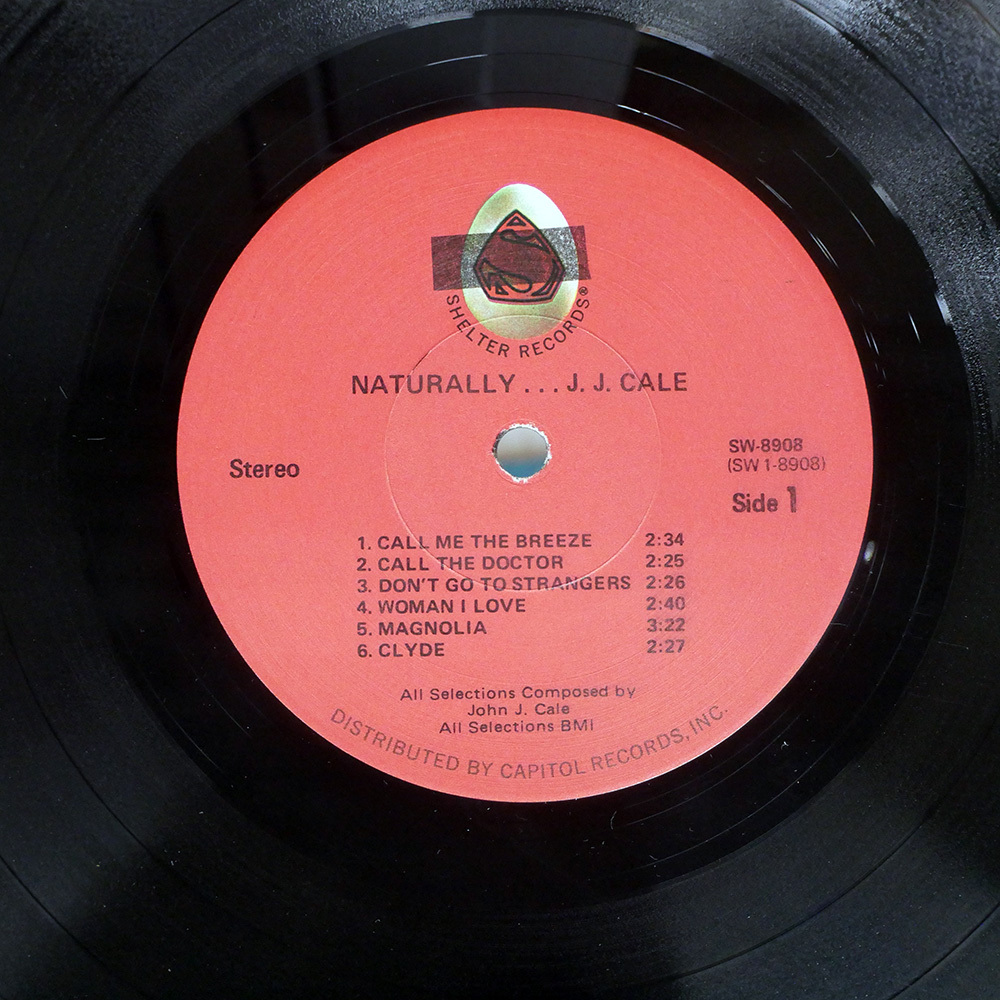 SHELTER RECORDS®
NATURALLY... J. J. CALE
Stereo
SW-8908
(SW 1-8908)
Side 1
1. CALL ME THE BREEZE 2:34
2. CALL THE DOCTOR 2:25
3. DON'T GO TO STRANGERS 2:26
4. WOMAN I LOVE 2:40
5. MAGNOLIA 3:22
6. CLYDE 2:27
All Selections Composed by
John J. Cale
All Selections BMI
DISTRIBUTED BY CAPITOL RECORDS, INC.